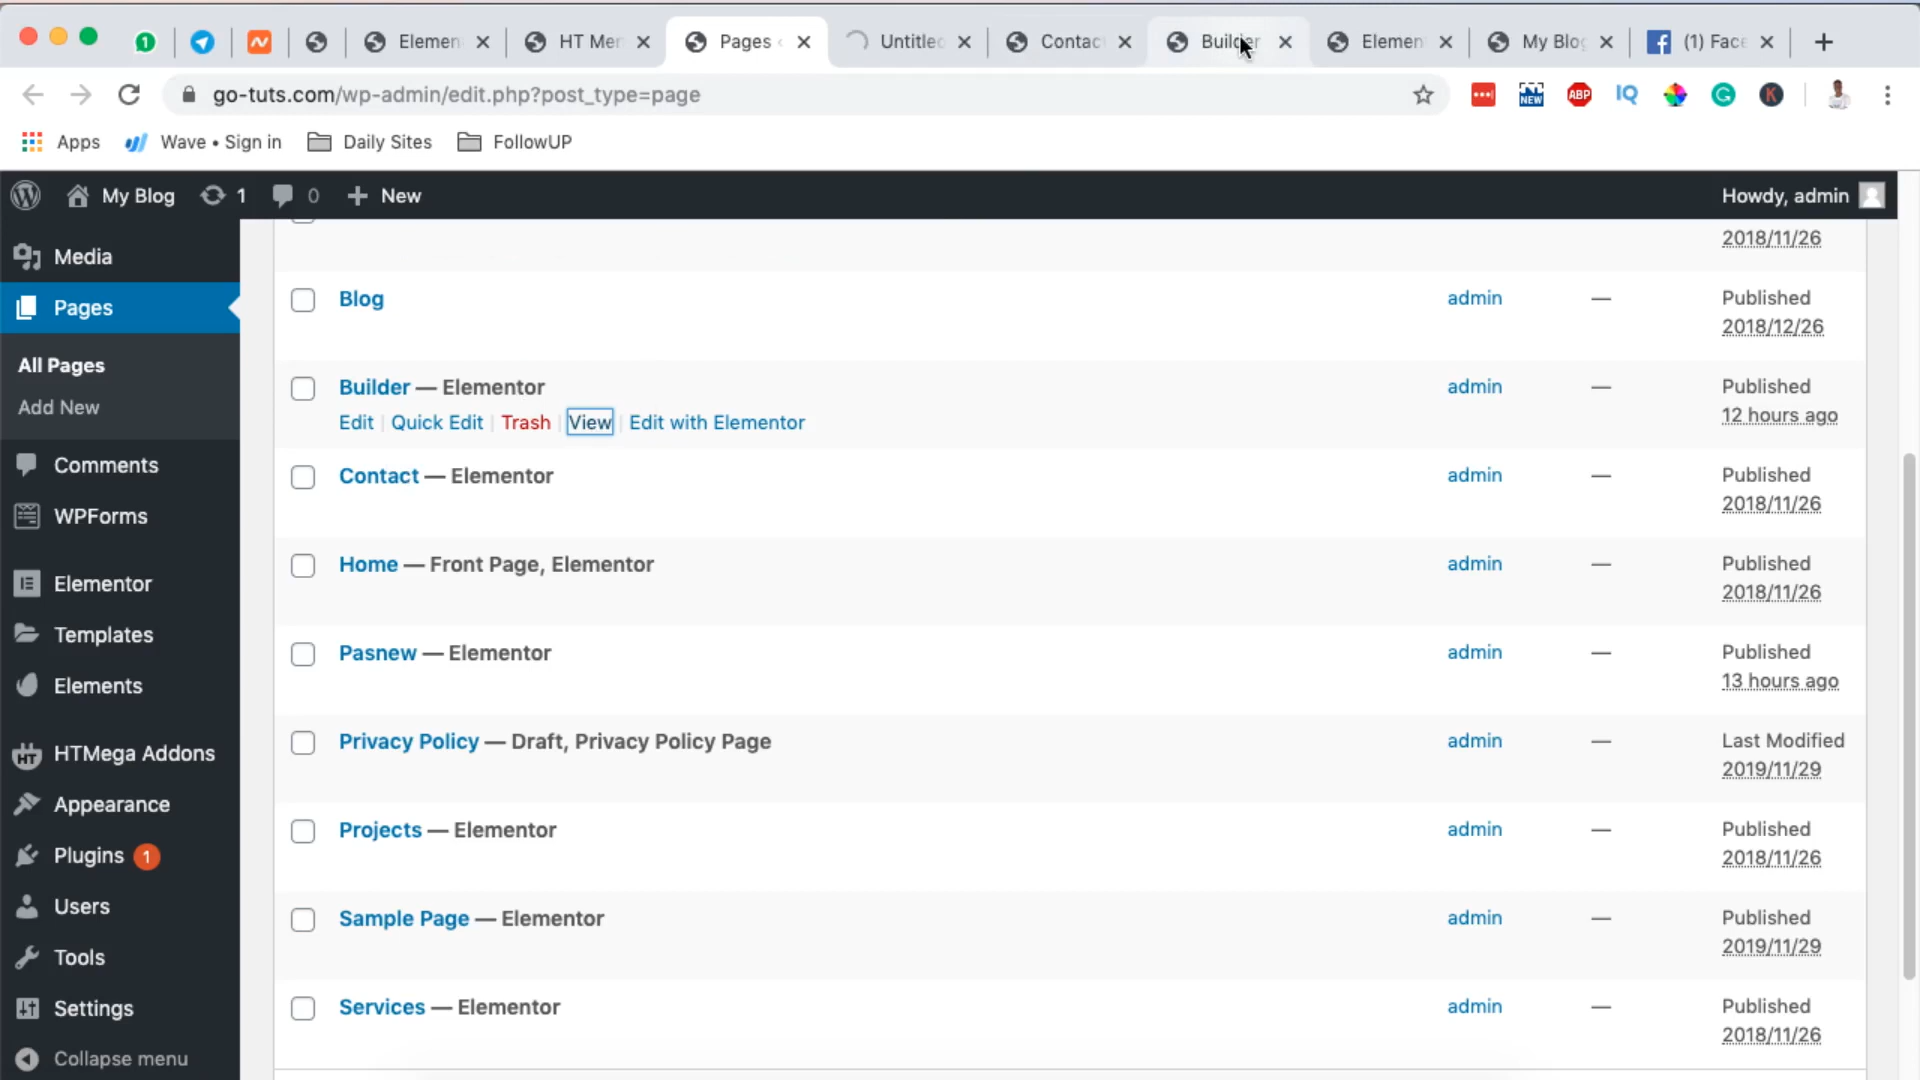 1
Elemen
HT Mer
Pages
Untitled
Contac
Builder
Elemen
My Blo
(1) Face
go-tuts.com/wp-admin/edit.php?post_type=page
NEW
ABP
IQ
K
Apps
Wave • Sign in
Daily Sites
FollowUP
My Blog
1
0
New
Howdy, admin
Media
Pages
All Pages
Add New
Comments
WPForms
Elementor
Templates
Elements
HT
HTMega Addons
Appearance
Plugins 1
Users
Tools
Settings
Collapse menu
2018/11/26
Blog
admin
—
Published
2018/12/26
Builder — Elementor
Edit | Quick Edit | Trash | View | Edit with Elementor
admin
—
Published
12 hours ago
Contact — Elementor
admin
—
Published
2018/11/26
Home — Front Page, Elementor
admin
—
Published
2018/11/26
Pasnew — Elementor
admin
—
Published
13 hours ago
Privacy Policy — Draft, Privacy Policy Page
admin
—
Last Modified
2019/11/29
Projects — Elementor
admin
—
Published
2018/11/26
Sample Page — Elementor
admin
—
Published
2019/11/29
Services — Elementor
admin
—
Published
2018/11/26